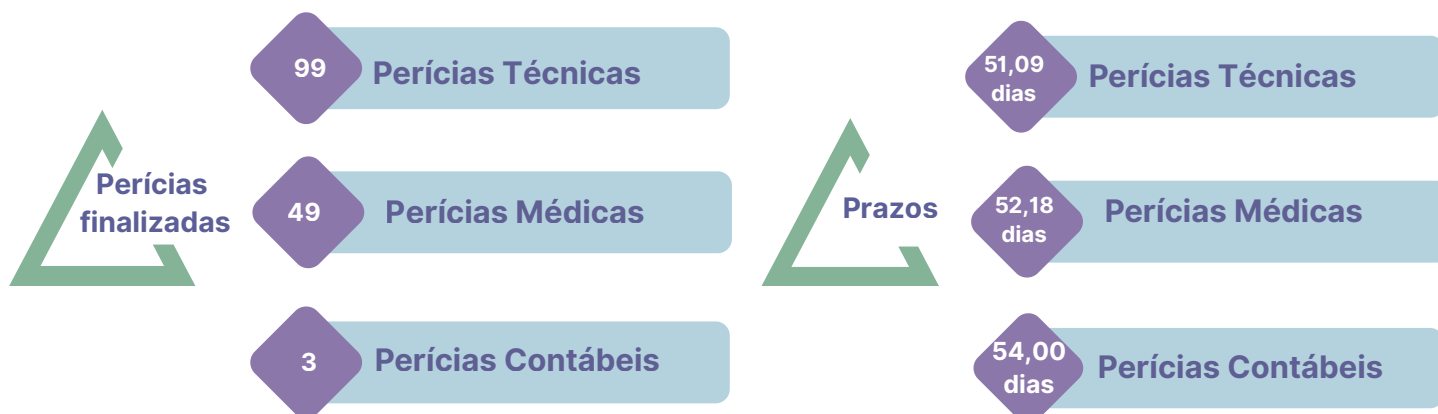 Perícias
finalizadas
99
Perícias Técnicas
49
Perícias Médicas
3
Perícias Contábeis
Prazos
51,09
dias
Perícias Técnicas
52,18
dias
Perícias Médicas
54,00
dias
Perícias Contábeis